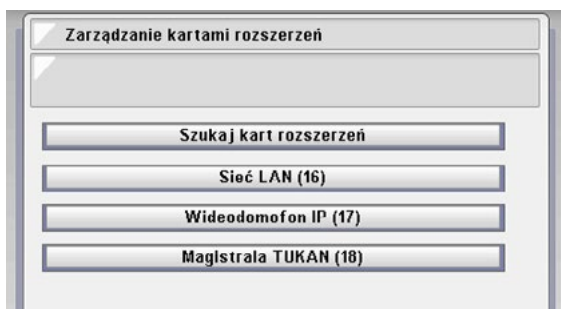 Zarządzanie kartami rozszerzeń
Szukaj kart rozszerzeń
Sieć LAN (16)
Wideodomofon IP (17)
Magistrala TUKAN (18)